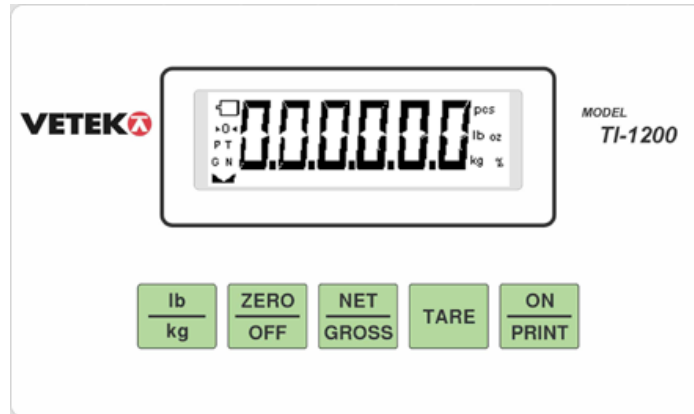 VETEK
MODEL
TI-1200
0.0.0.0.0.0
pcs
▸0◂
lb oz
P T
G N
kg %
lb
kg
ZERO
OFF
NET
GROSS
TARE
ON
PRINT